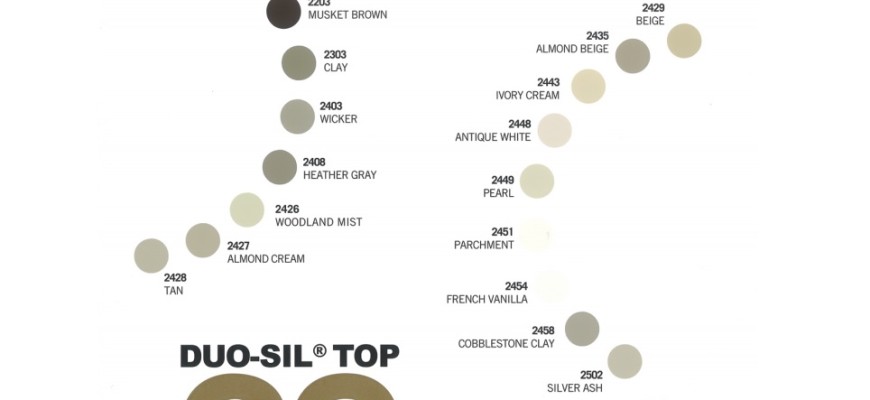 2203
MUSKET BROWN
2303
CLAY
2403
WICKER
2408
HEATHER GRAY
2426
WOODLAND MIST
2427
ALMOND CREAM
2428
TAN
2429
BEIGE
2435
ALMOND BEIGE
2443
IVORY CREAM
2448
ANTIQUE WHITE
2449
PEARL
2451
PARCHMENT
2454
FRENCH VANILLA
2458
COBBLESTONE CLAY
2502
SILVER ASH
DUO-SIL® TOP